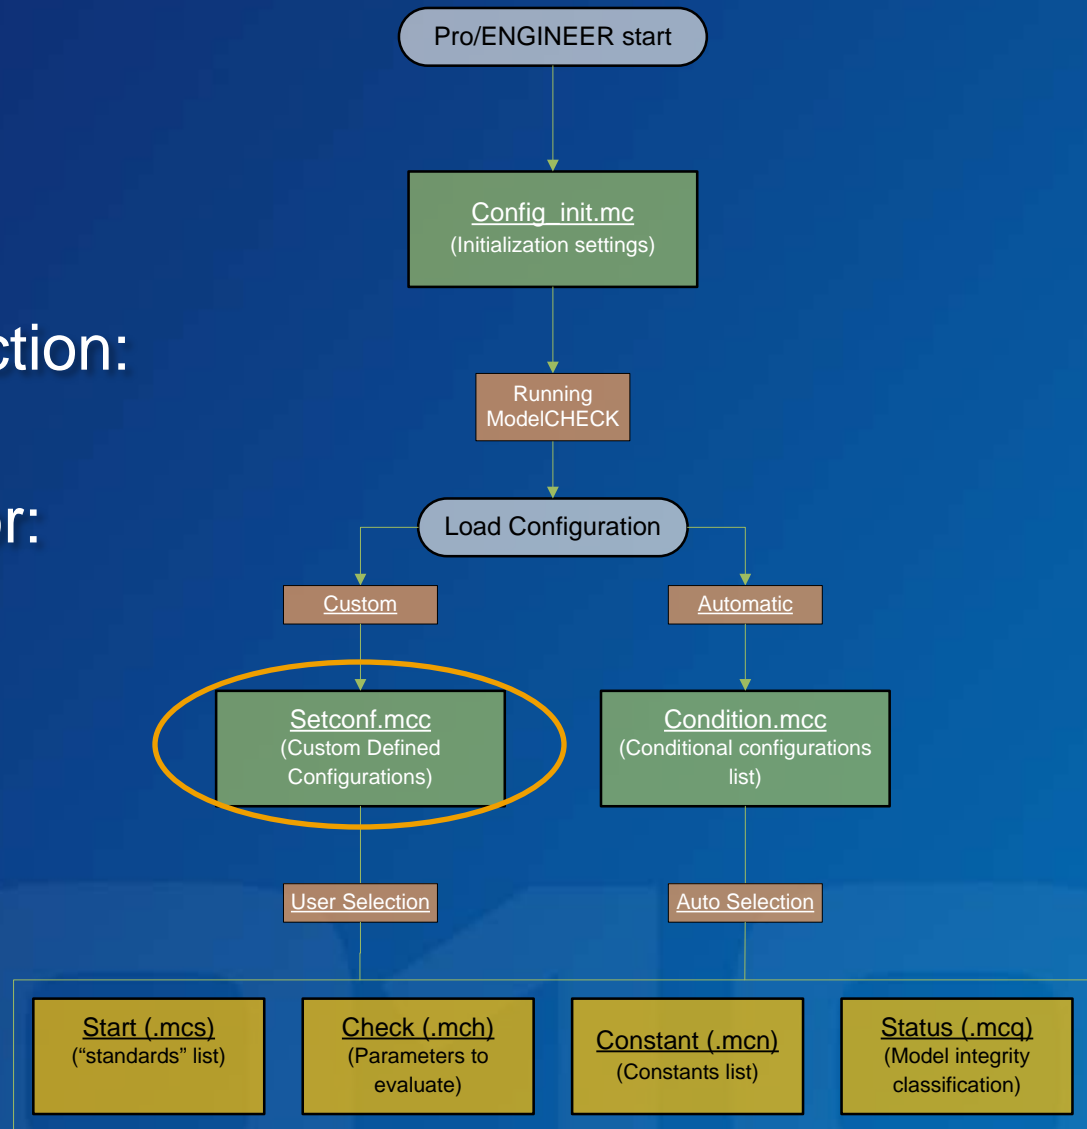 Pro/ENGINEER start
Config_init.mc
(Initialization settings)
ction:
Running
ModelCHECK
or:
Load Configuration
Custom
Automatic
Setconf.mcc
(Custom Defined
Configurations)
Condition.mcc
(Conditional configurations
list)
User Selection
Auto Selection
Start (.mcs)
(“standards” list)
Check (.mch)
(Parameters to
evaluate)
Constant (.mcn)
(Constants list)
Status (.mcq)
(Model integrity
classification)